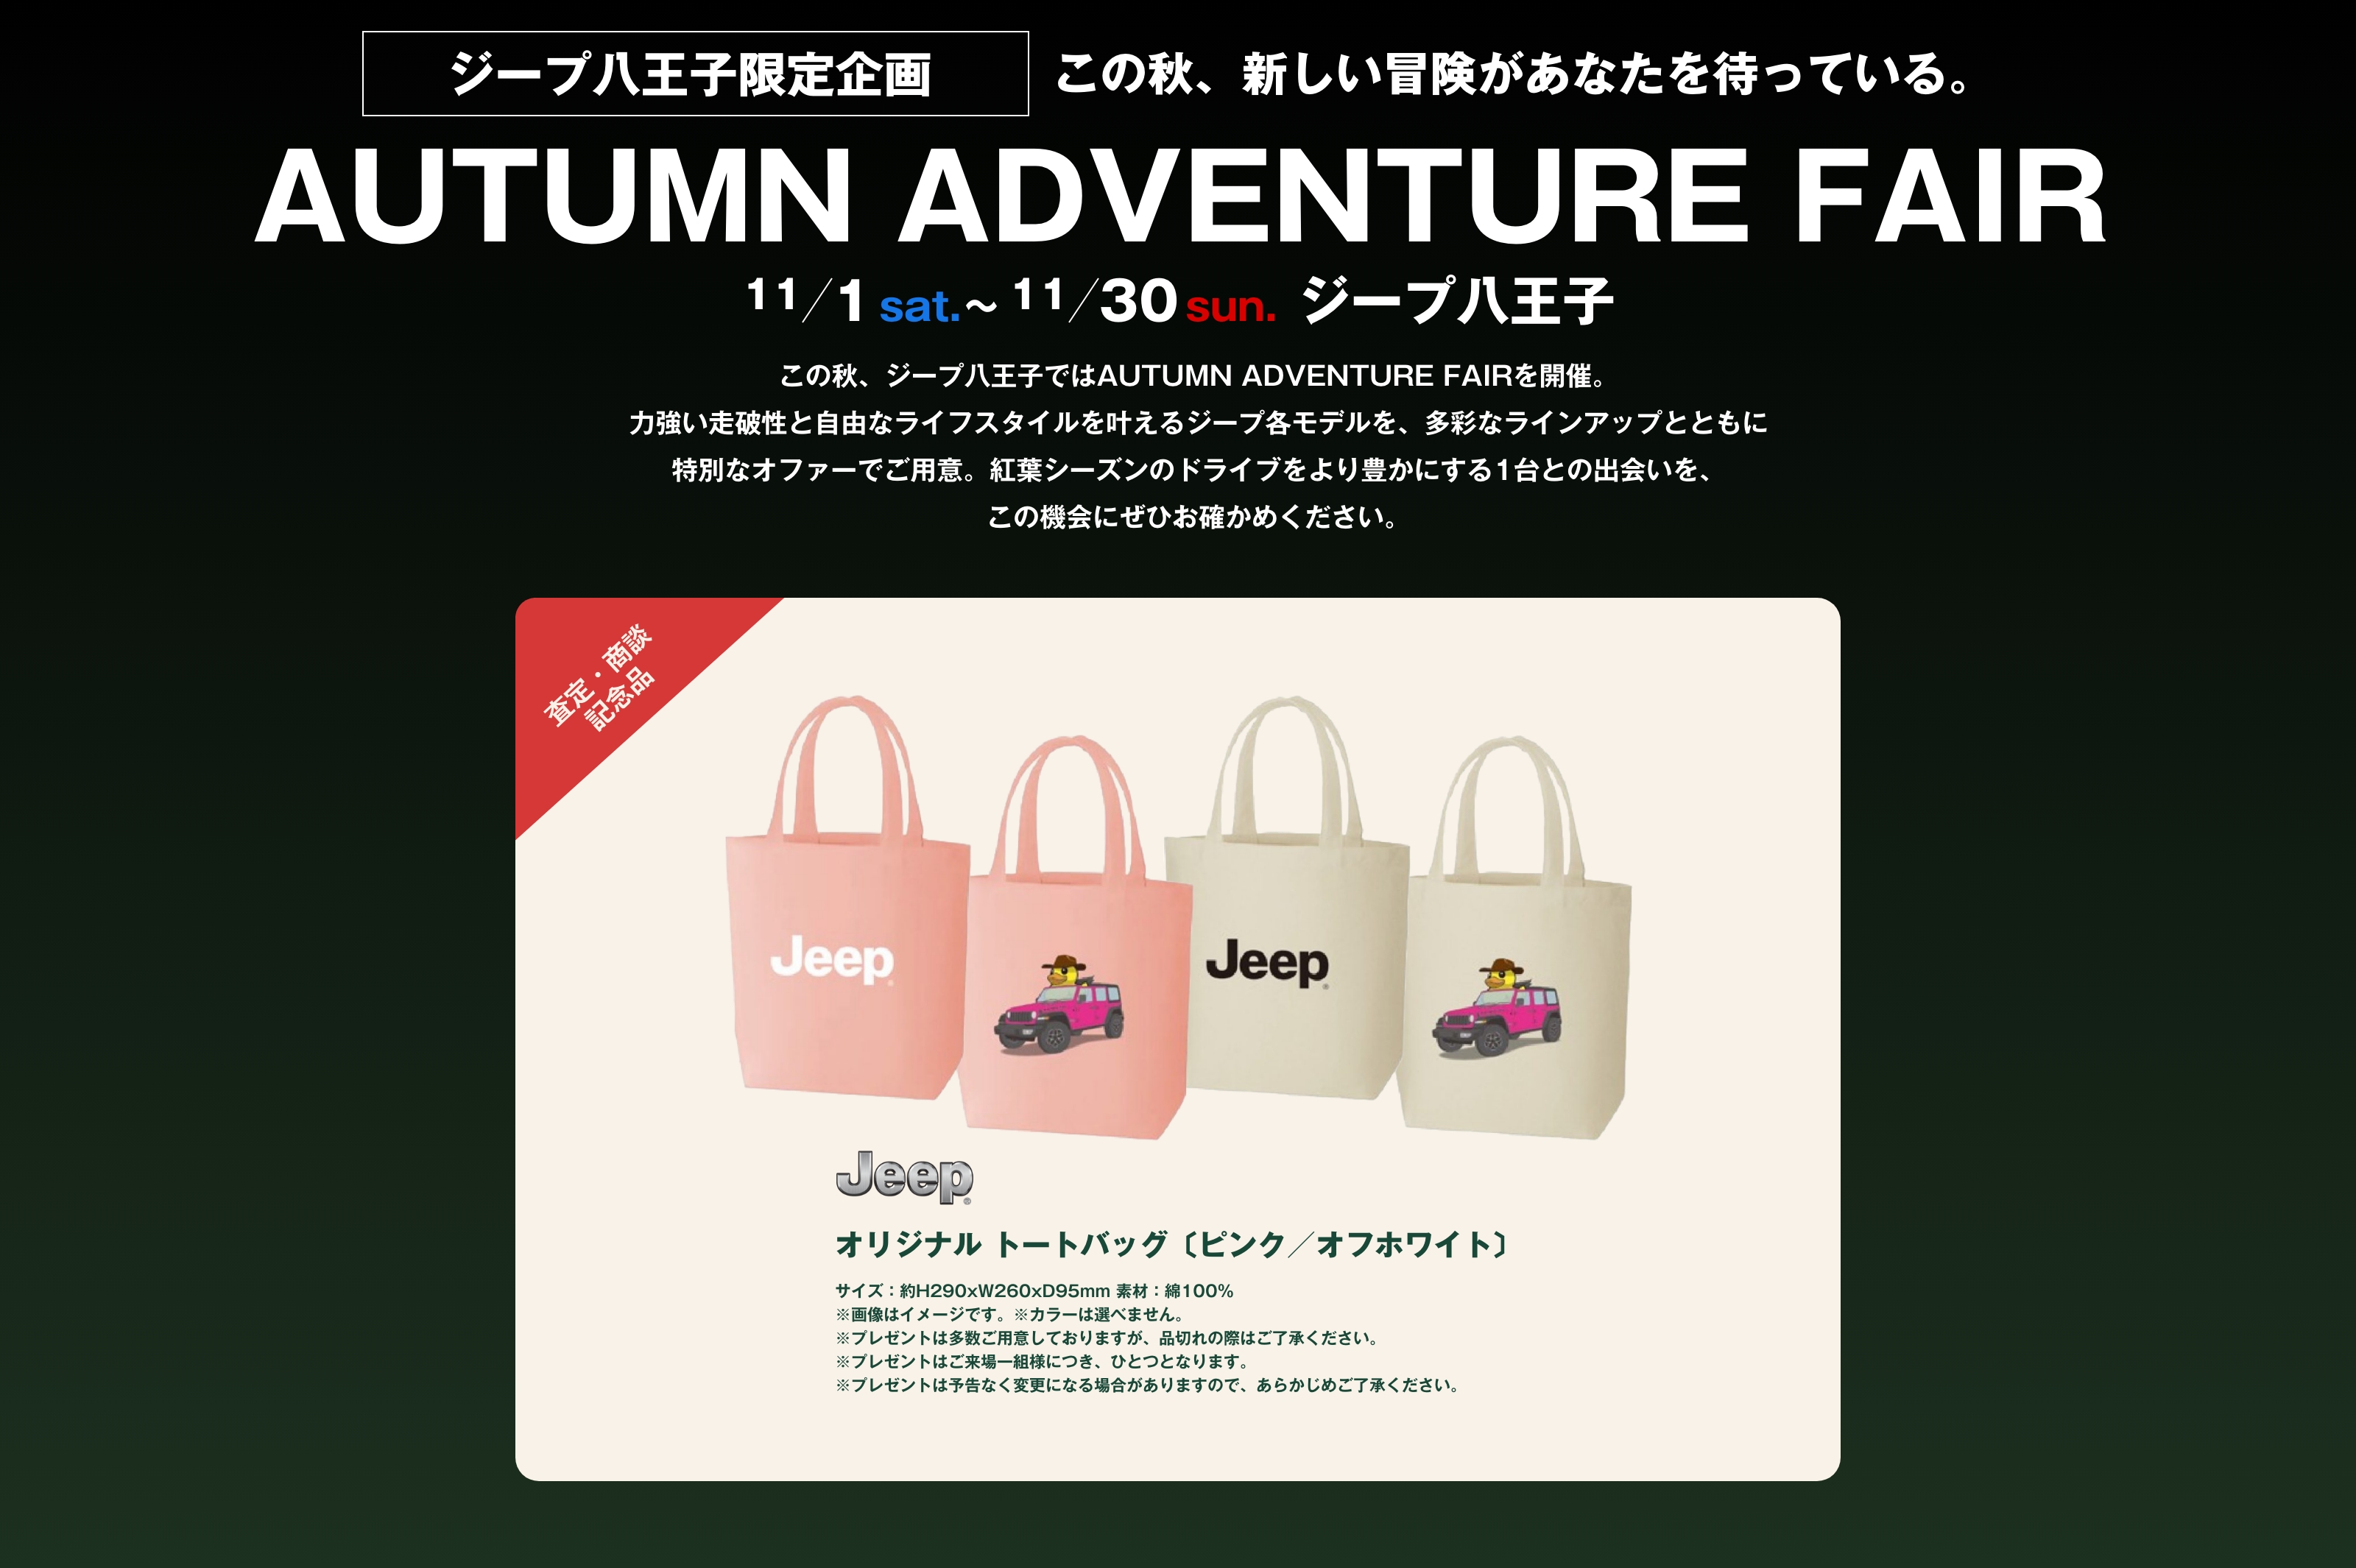 ジープ八王子限定企画 この秋、新しい冒険があなたを待っている。
AUTUMN ADVENTURE FAIR
11/1 sat.~ 11/30 sun. ジープ八王子
この秋、ジープ八王子ではAUTUMN ADVENTURE FAIRを開催。
力強い走破性と自由なライフスタイルを叶えるジープ各モデルを、多彩なラインアップとともに
特別なオファーでご用意。紅葉シーズンのドライブをより豊かにする1台との出会いを、
この機会にぜひお確かめください。
査定・商談
記念品
Jeep®
Jeep®
Jeep®
オリジナル トートバッグ〔ピンク／オフホワイト〕
サイズ：約H290xW260xD95mm 素材：綿100%
※画像はイメージです。※カラーは選べません。
※プレゼントは多数ご用意しておりますが、品切れの際はご了承ください。
※プレゼントはご来場一組様につき、ひとつとなります。
※プレゼントは予告なく変更になる場合がありますので、あらかじめご了承ください。